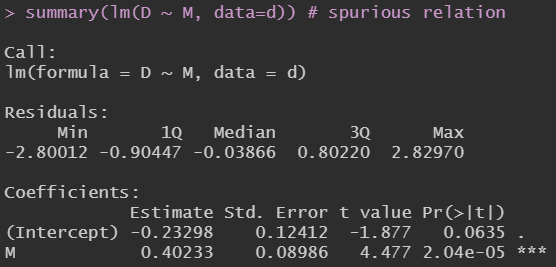 > summary(lm(D ~ M, data=d)) # spurious relation
Call:
lm(formula = D ~ M, data = d)
Residuals:
Min 1Q Median 3Q Max
-2.80012 -0.90447 -0.03866 0.80220 2.82970
Coefficients:
Estimate Std. Error t value Pr(>|t|)
(Intercept) -0.23298 0.12412 -1.877 0.0635 .
M 0.40233 0.08986 4.477 2.04e-05 ***